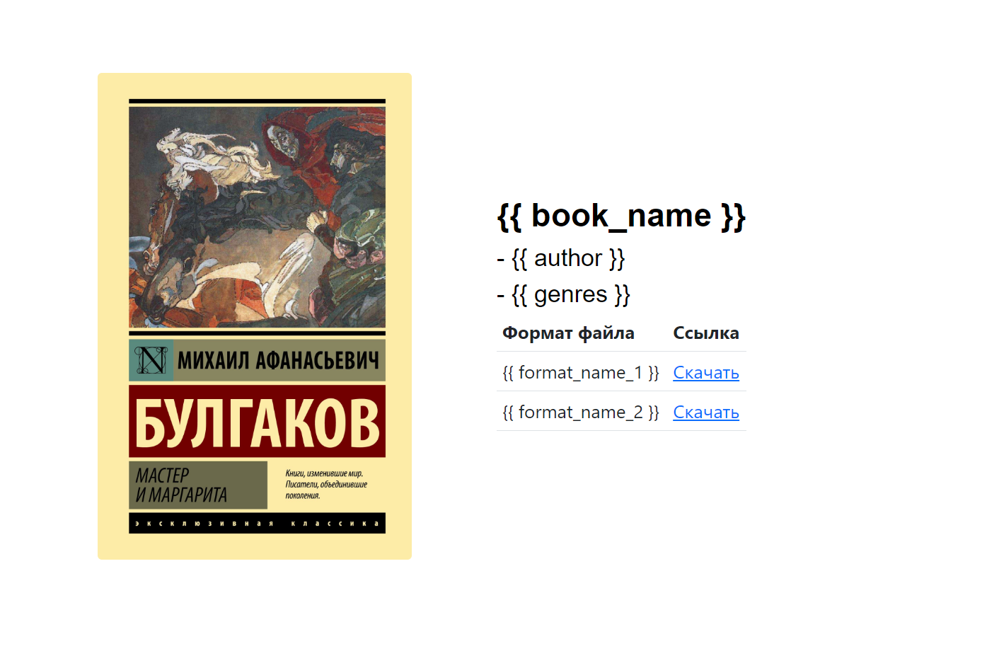 МИХАИЛ АФАНАСЬЕВИЧ
БУЛГАКОВ
МАСТЕР
И МАРГАРИТА
Книги, изменившие мир.
Писатели, объединившие
поколения.
эксклюзивная классика
{{ book_name }}
- {{ author }}
- {{ genres }}
Формат файла Ссылка
{{ format_name_1 }} Скачать
{{ format_name_2 }} Скачать